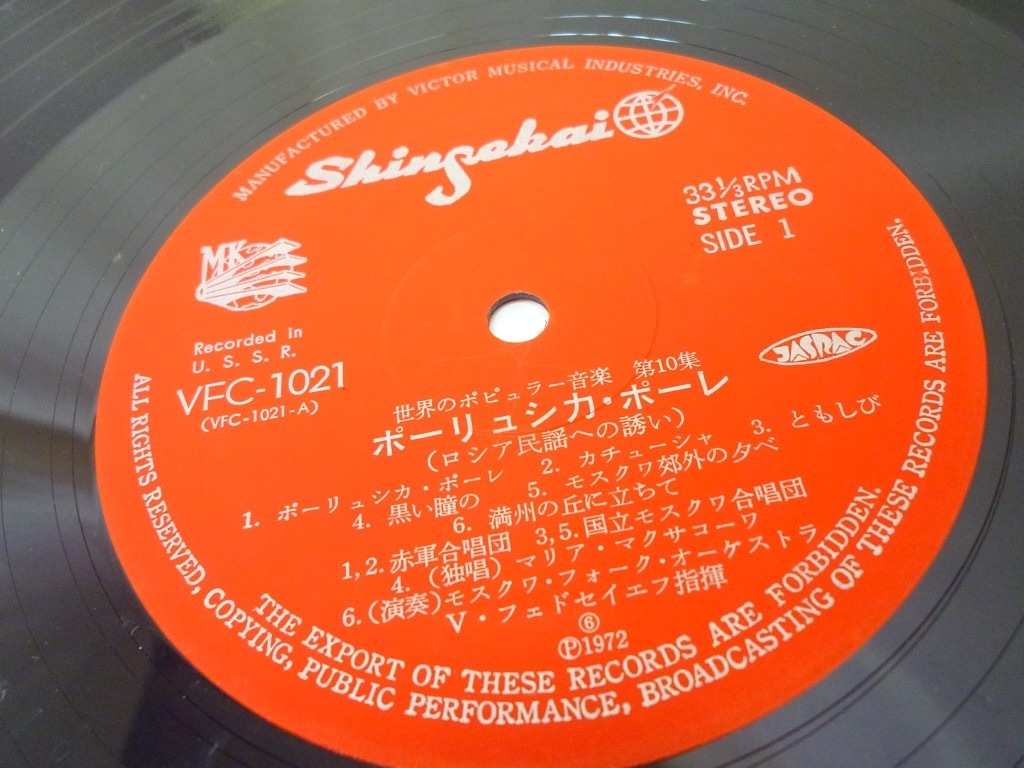 MANUFACTURED BY VICTOR MUSICAL INDUSTRIES, INC.
Shinsekai
33 1/3 RPM
STEREO
SIDE 1
MK
Recorded in
U. S. S. R.
VFC-1021
(VFC-1021-A)
JASRAC
世界のポピュラー音楽 第10集
ポーリュシカ・ポーレ
(ロシア民謡への誘い)
1. ポーリュシカ・ポーレ 2. カチューシャ 3. ともしび
4. 黒い瞳の 5. モスクワ郊外の夕べ
6. 満州の丘に立ちて
1,2.赤軍合唱団 3,5.国立モスクワ合唱団
4.(独唱)マリア・マクサコーワ
6.(演奏)モスクワ・フォーク・オーケストラ
V・フェドセイエフ指揮
⑥
Ⓟ1972
THE EXPORT OF THESE RECORDS ARE FORBIDDEN.
ALL RIGHTS RESERVED, COPYING, PUBLIC PERFORMANCE, BROADCASTING OF THESE RECORDS ARE FORBIDDEN.